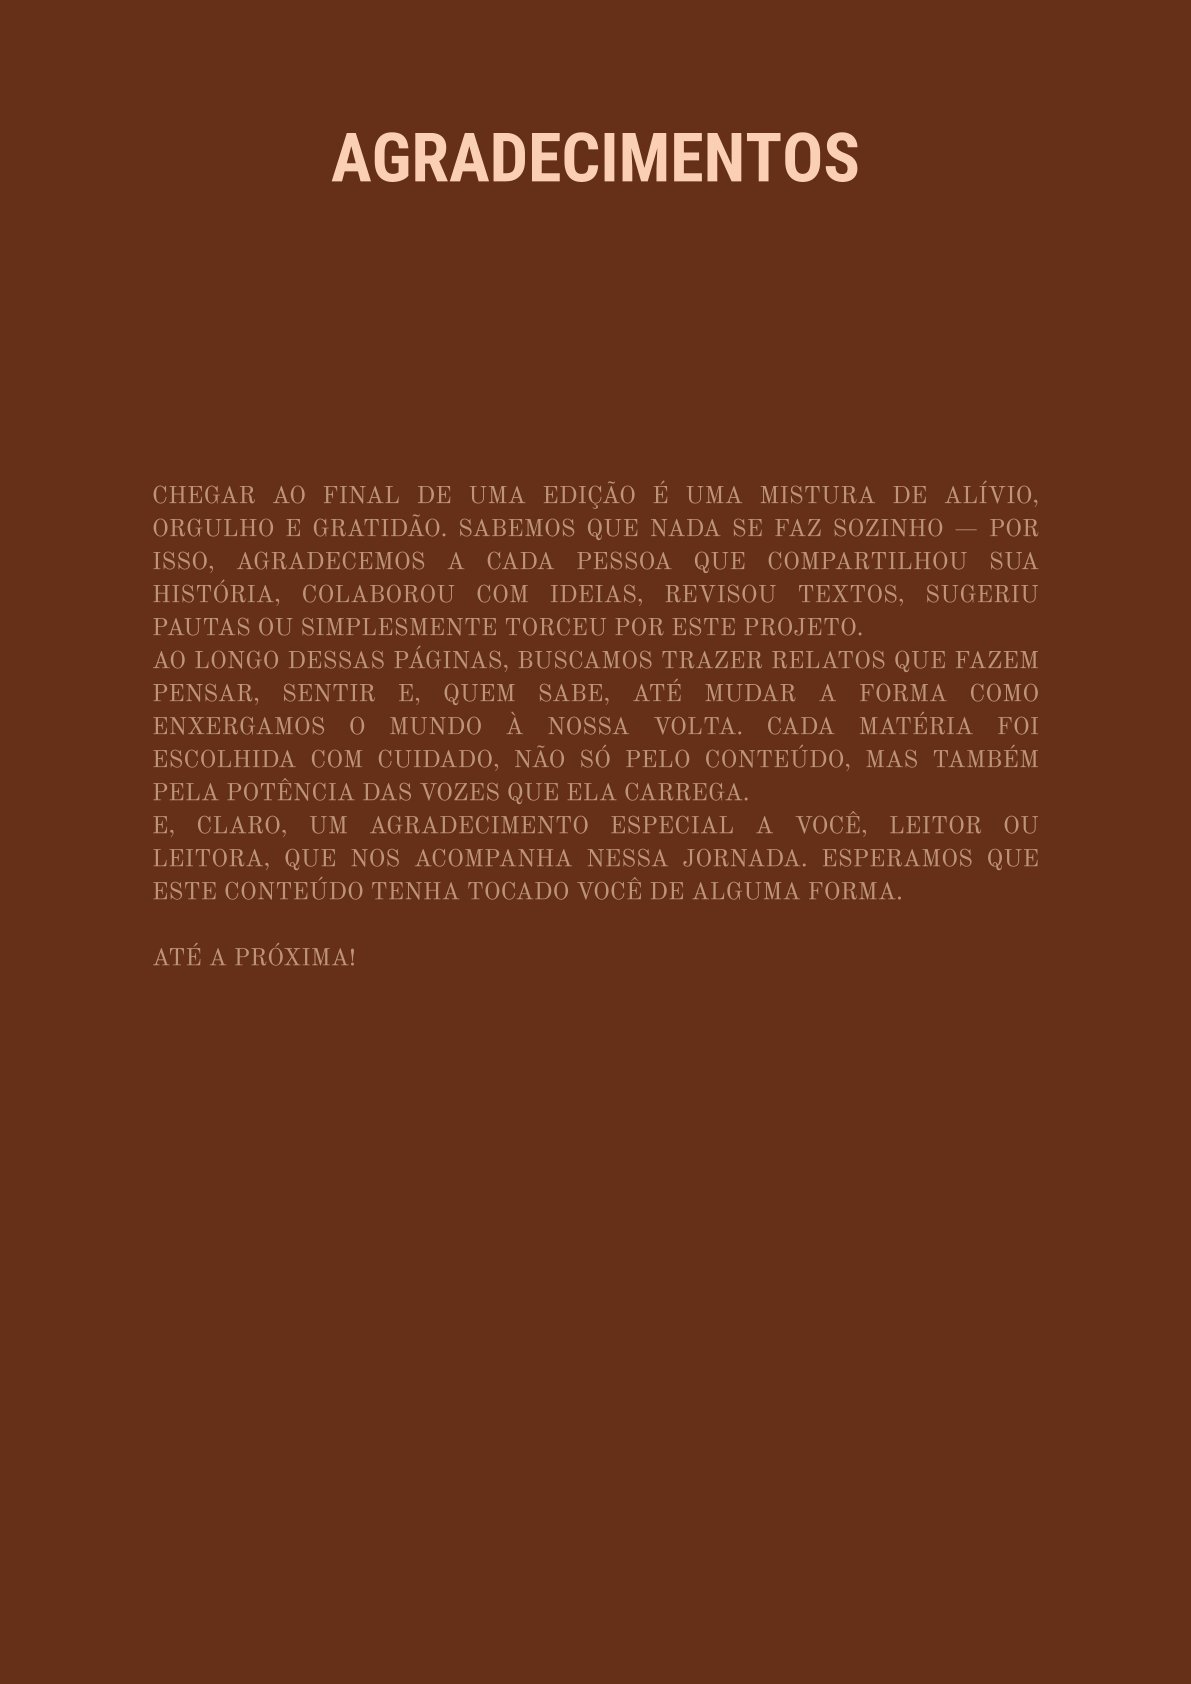 AGRADECIMENTOS
CHEGAR AO FINAL DE UMA EDIÇÃO É UMA MISTURA DE ALÍVIO,
ORGULHO E GRATIDÃO. SABEMOS QUE NADA SE FAZ SOZINHO — POR
ISSO, AGRADECEMOS A CADA PESSOA QUE COMPARTILHOU SUA
HISTÓRIA, COLABOROU COM IDEIAS, REVISOU TEXTOS, SUGERIU
PAUTAS OU SIMPLESMENTE TORCEU POR ESTE PROJETO.
AO LONGO DESSAS PÁGINAS, BUSCAMOS TRAZER RELATOS QUE FAZEM
PENSAR, SENTIR E, QUEM SABE, ATÉ MUDAR A FORMA COMO
ENXERGAMOS O MUNDO À NOSSA VOLTA. CADA MATÉRIA FOI
ESCOLHIDA COM CUIDADO, NÃO SÓ PELO CONTEÚDO, MAS TAMBÉM
PELA POTÊNCIA DAS VOZES QUE ELA CARREGA.
E, CLARO, UM AGRADECIMENTO ESPECIAL A VOCÊ, LEITOR OU
LEITORA, QUE NOS ACOMPANHA NESSA JORNADA. ESPERAMOS QUE
ESTE CONTEÚDO TENHA TOCADO VOCÊ DE ALGUMA FORMA.
ATÉ A PRÓXIMA!